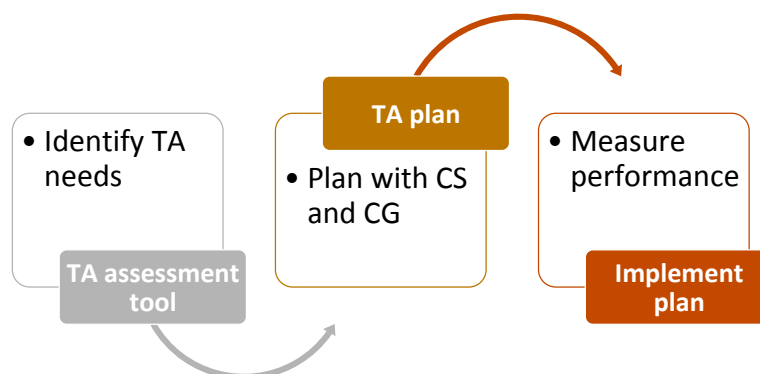 • Identify TA
needs
TA assessment
tool
TA plan
• Plan with CS
and CG
• Measure
performance
Implement
plan